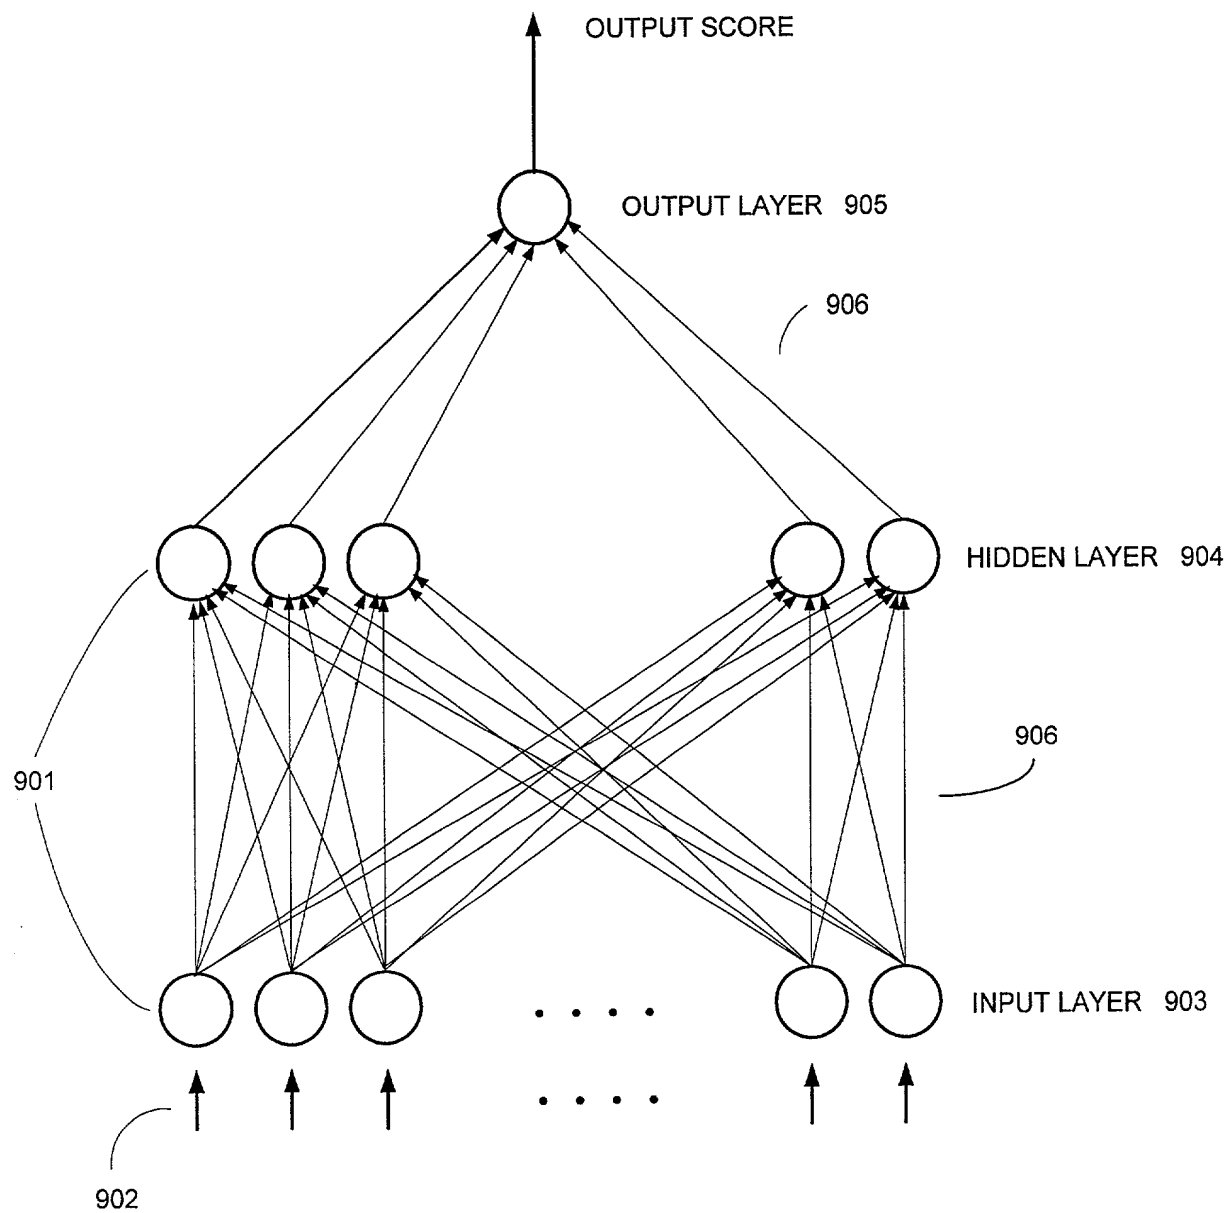 OUTPUT SCORE
OUTPUT LAYER 905
906
HIDDEN LAYER 904
906
901
INPUT LAYER 903
902